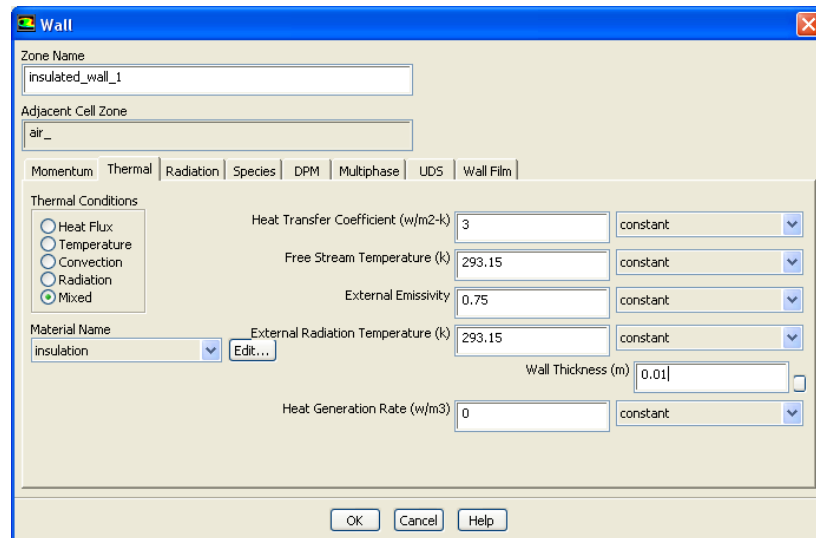 Wall
Zone Name
insulated_wall_1
Adjacent Cell Zone
air_
Momentum Thermal Radiation Species DPM Multiphase UDS Wall Film
Thermal Conditions
Heat Flux
Temperature
Convection
Radiation
Mixed
Material Name
insulation Edit...
Heat Transfer Coefficient (w/m2-k) 3 constant
Free Stream Temperature (k) 293.15 constant
External Emissivity 0.75 constant
External Radiation Temperature (k) 293.15 constant
Wall Thickness (m) 0.01
Heat Generation Rate (w/m3) 0 constant
OK Cancel Help